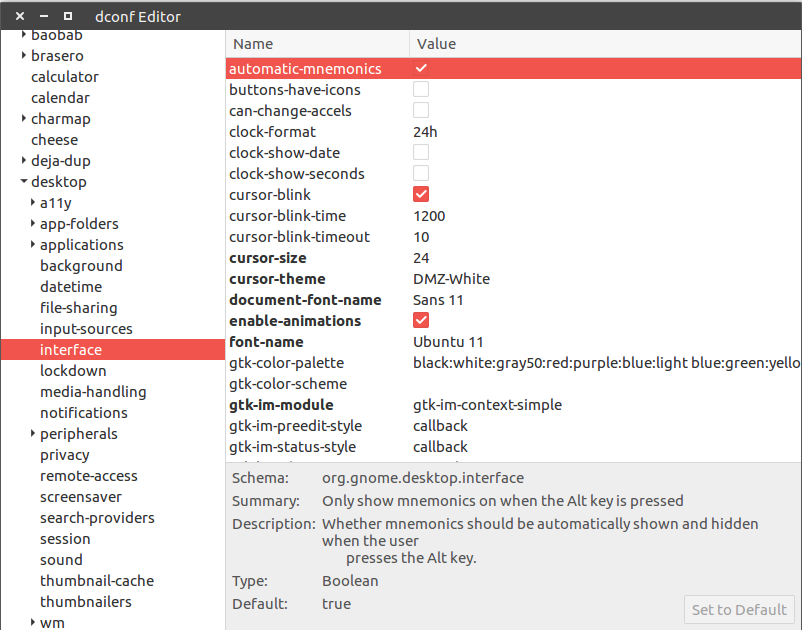 dconf Editor
baobab
brasero
calculator
calendar
charmap
cheese
deja-dup
desktop
a11y
app-folders
applications
background
datetime
file-sharing
input-sources
interface
lockdown
media-handling
notifications
peripherals
privacy
remote-access
screensaver
search-providers
session
sound
thumbnail-cache
thumbnailers
wm
Name Value
automatic-mnemonics
buttons-have-icons
can-change-accels
clock-format 24h
clock-show-date
clock-show-seconds
cursor-blink
cursor-blink-time 1200
cursor-blink-timeout 10
cursor-size 24
cursor-theme DMZ-White
document-font-name Sans 11
enable-animations
font-name Ubuntu 11
gtk-color-palette black:white:gray50:red:purple:blue:light blue:green:yello
gtk-color-scheme
gtk-im-module gtk-im-context-simple
gtk-im-preedit-style callback
gtk-im-status-style callback
Schema: org.gnome.desktop.interface
Summary: Only show mnemonics on when the Alt key is pressed
Description: Whether mnemonics should be automatically shown and hidden
when the user
presses the Alt key.
Type: Boolean
Default: true
Set to Default